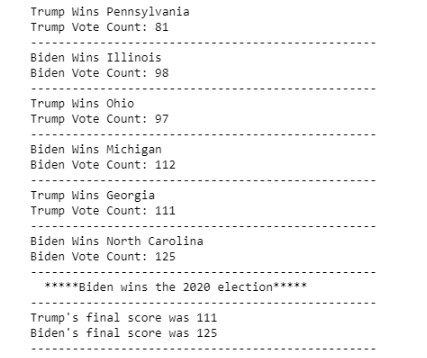 Trump Wins Pennsylvania
Trump Vote Count: 81
--------------------------------------------------
Biden Wins Illinois
Biden Vote Count: 98
--------------------------------------------------
Trump Wins Ohio
Trump Vote Count: 97
--------------------------------------------------
Biden Wins Michigan
Biden Vote Count: 112
--------------------------------------------------
Trump Wins Georgia
Trump Vote Count: 111
--------------------------------------------------
Biden Wins North Carolina
Biden Vote Count: 125
--------------------------------------------------
*****Biden wins the 2020 election*****
--------------------------------------------------
Trump's final score was 111
Biden's final score was 125
--------------------------------------------------